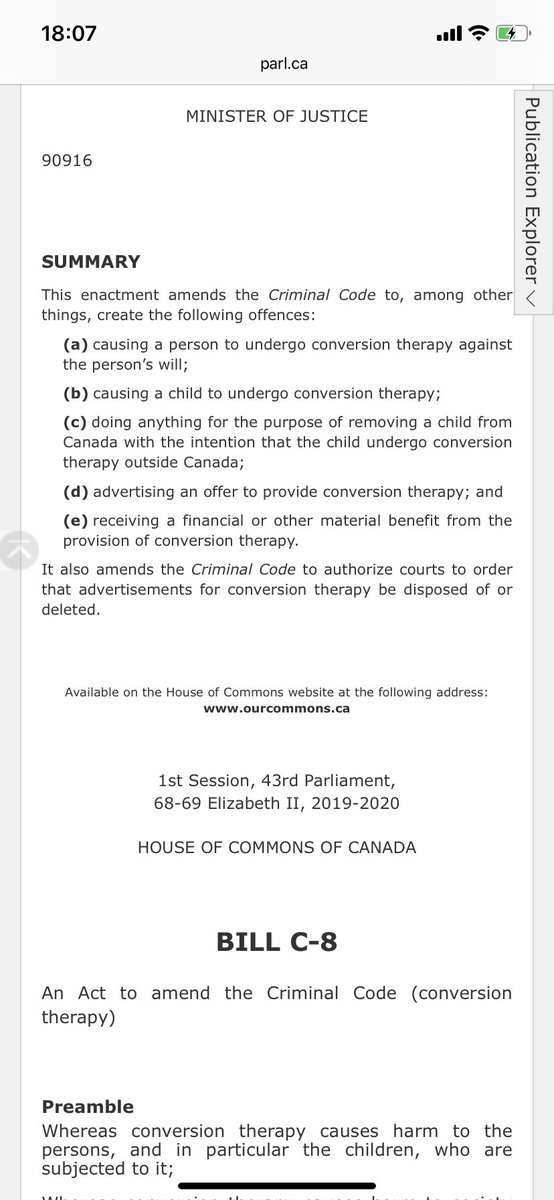 18:07
parl.ca
Publication Explorer
MINISTER OF JUSTICE
90916
SUMMARY
This enactment amends the Criminal Code to, among other
things, create the following offences:
(a) causing a person to undergo conversion therapy against
the person's will;
(b) causing a child to undergo conversion therapy;
(c) doing anything for the purpose of removing a child from
Canada with the intention that the child undergo conversion
therapy outside Canada;
(d) advertising an offer to provide conversion therapy; and
(e) receiving a financial or other material benefit from the
provision of conversion therapy.
It also amends the Criminal Code to authorize courts to order
that advertisements for conversion therapy be disposed of or
deleted.
Available on the House of Commons website at the following address:
www.ourcommons.ca
1st Session, 43rd Parliament,
68-69 Elizabeth II, 2019-2020
HOUSE OF COMMONS OF CANADA
BILL C-8
An Act to amend the Criminal Code (conversion
therapy)
Preamble
Whereas conversion therapy causes harm to the
persons, and in particular the children, who are
subjected to it;